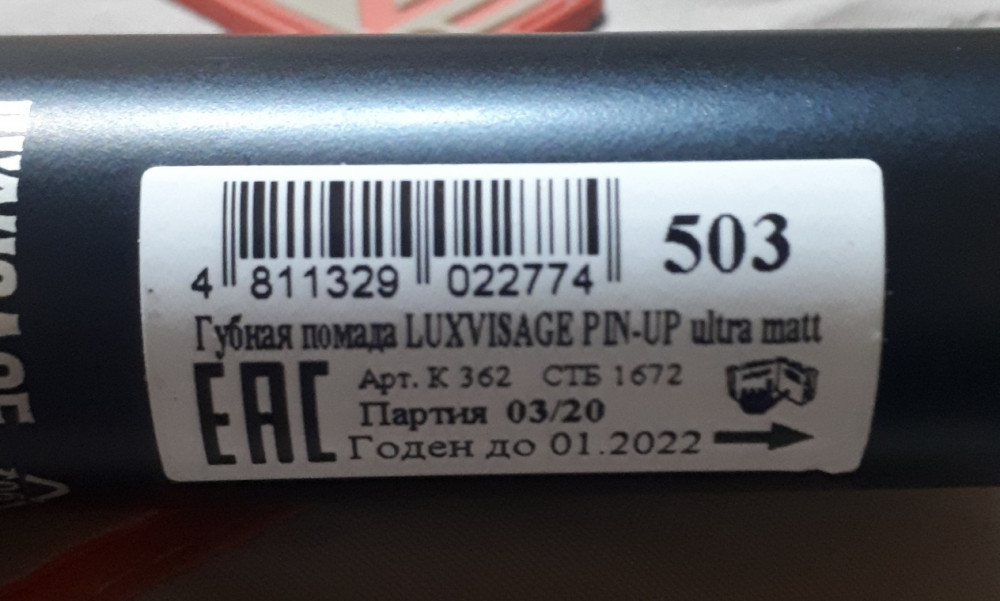 503
4 811329 022774
Губная помада LUXVISAGE PIN-UP ultra matt
EAC
Арт. К 362 СТБ 1672
Партия 03/20
Годен до 01.2022